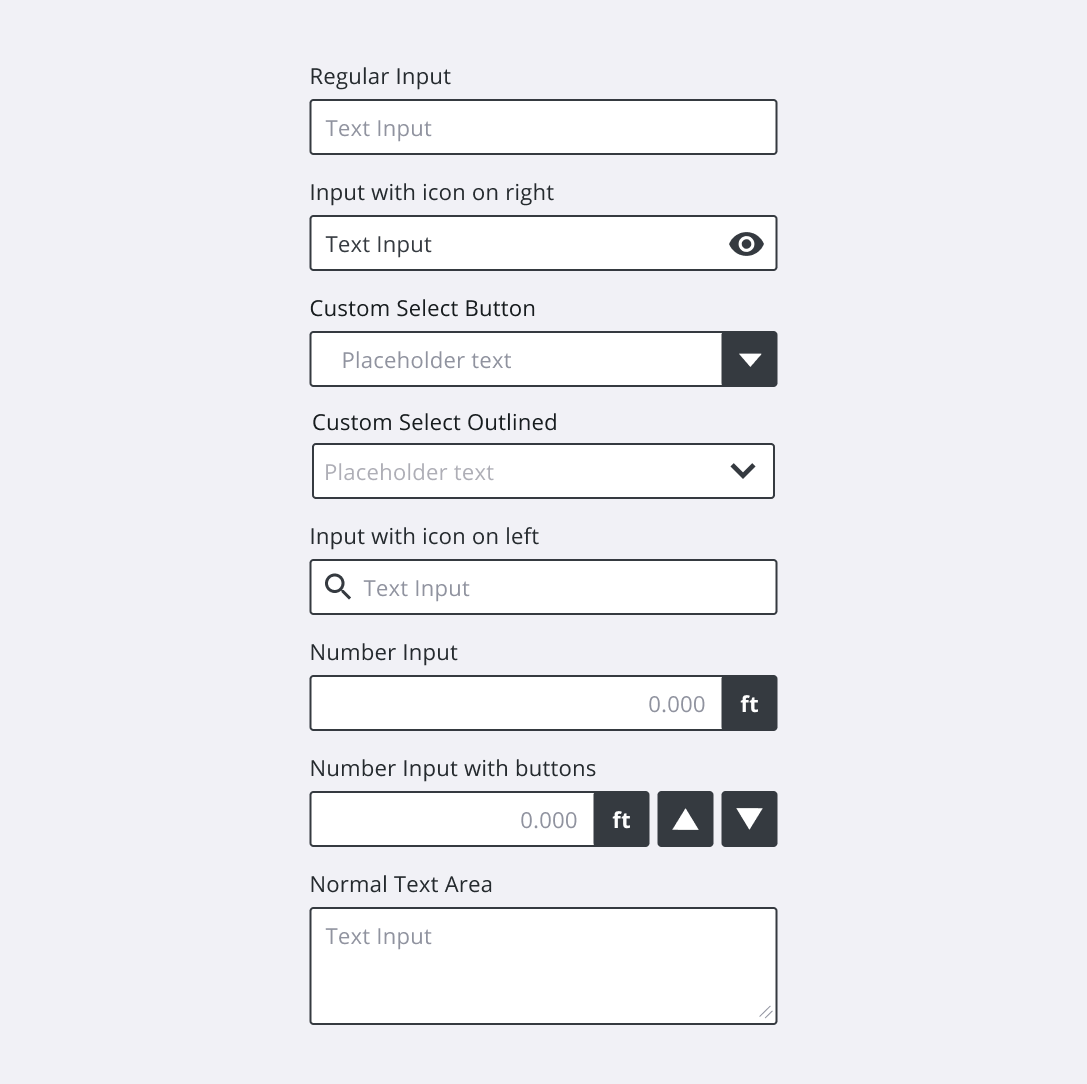 Regular Input
Text Input
Input with icon on right
Text Input
Custom Select Button
Placeholder text
Custom Select Outlined
Placeholder text
Input with icon on left
Text Input
Number Input
0.000 ft
Number Input with buttons
0.000 ft
Normal Text Area
Text Input